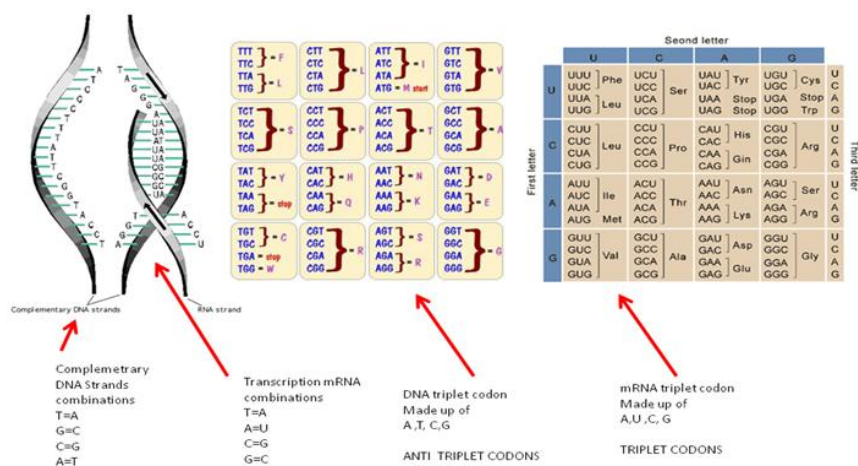 Complementary DNA strands
RNA strand
TTT
TTC
= F
TTA
TTG
= L
CTT
CTC
CTA
CTG
= L
ATT
ATC
ATA
= I
ATG = M start
GTT
GTC
GTA
GTG
= V
TCT
TCC
TCA
TCG
= S
CCT
CCC
CCA
CCG
= P
ACT
ACC
ACA
ACG
= T
GCT
GCC
GCA
GCG
= A
TAT
TAC
= Y
TAA
TAG
= stop
CAT
CAC
= H
CAA
CAG
= Q
AAT
AAC
= N
AAA
AAG
= K
GAT
GAC
= D
GAA
GAG
= E
TGT
TGC
= C
TGA = stop
TGG = W
CGT
CGC
CGA
CGG
= R
AGT
AGC
= S
AGA
AGG
= R
GGT
GGC
GGA
GGG
= G
Seond letter
U C A G
First letter
Third letter
U
UUU
UUC
Phe
UUA
UUG
Leu
UCU
UCC
UCA
UCG
Ser
UAU
UAC
Tyr
UAA Stop
UAG Stop
UGU
UGC
Cys
UGA Stop
UGG Trp
U
C
A
G
C
CUU
CUC
CUA
CUG
Leu
CCU
CCC
CCA
CCG
Pro
CAU
CAC
His
CAA
CAG
Gin
CGU
CGC
CGA
CGG
Arg
U
C
A
G
A
AUU
AUC
AUA
Ile
AUG Met
ACU
ACC
ACA
ACG
Thr
AAU
AAC
Asn
AAA
AAG
Lys
AGU
AGC
Ser
AGA
AGG
Arg
U
C
A
G
G
GUU
GUC
GUA
GUG
Val
GCU
GCC
GCA
GCG
Ala
GAU
GAC
Asp
GAA
GAG
Glu
GGU
GGC
GGA
GGG
Gly
U
C
A
G
Complemetrary
DNA Strands
combinations
T=A
G=C
C=G
A=T
Transcription mRNA
combinations
T=A
A=U
C=G
G=C
DNA triplet codon
Made up of
A ,T, C,G
ANTI TRIPLET CODONS
mRNA triplet codon
Made up of
A,U ,C, G
TRIPLET CODONS